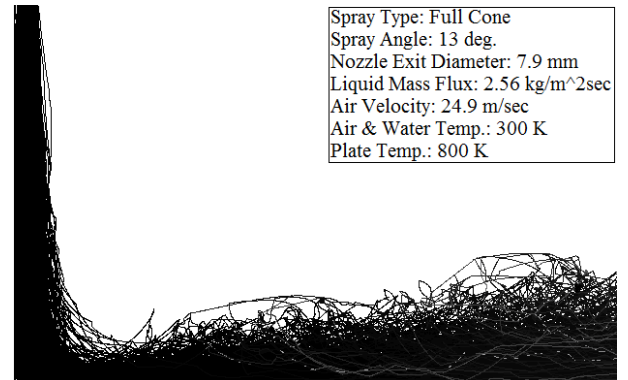 Spray Type: Full Cone
Spray Angle: 13 deg.
Nozzle Exit Diameter: 7.9 mm
Liquid Mass Flux: 2.56 kg/m^2sec
Air Velocity: 24.9 m/sec
Air & Water Temp.: 300 K
Plate Temp.: 800 K